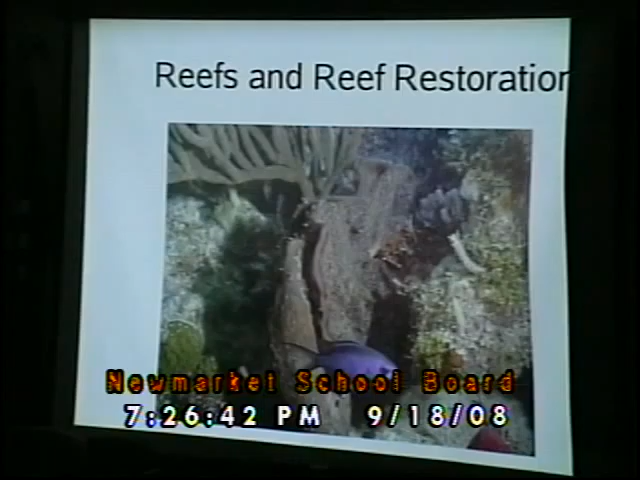 Reefs and Reef Restoration
Newmarket School Board
7:26:42 PM 9/18/08